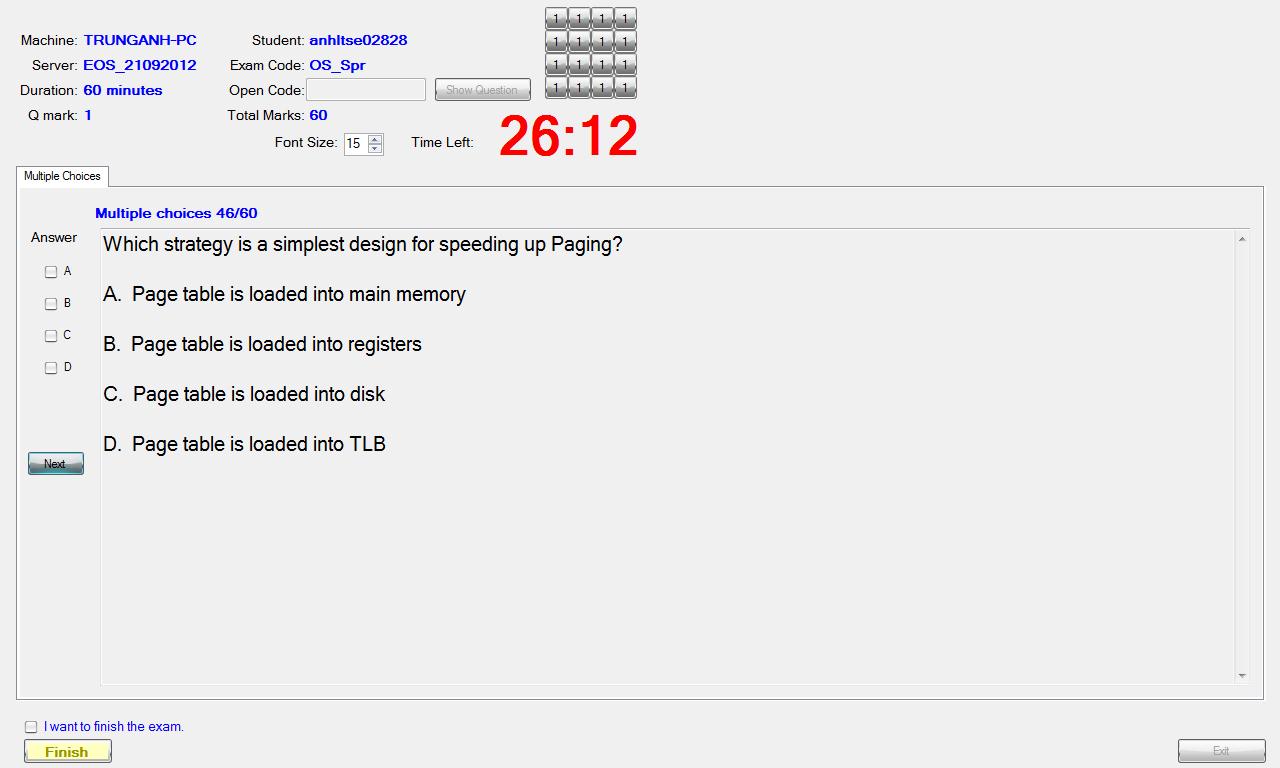 Machine: TRUNGANH-PC Student: anhltse02828
Server: EOS_21092012 Exam Code: OS_Spr
Duration: 60 minutes Open Code: Show Question
Q mark: 1 Total Marks: 60
1 1 1 1
1 1 1 1
1 1 1 1
1 1 1 1
Font Size: 15 Time Left: 26:12
Multiple Choices
Multiple choices 46/60
Answer
A
B
C
D
Next
Which strategy is a simplest design for speeding up Paging?
A. Page table is loaded into main memory
B. Page table is loaded into registers
C. Page table is loaded into disk
D. Page table is loaded into TLB
I want to finish the exam.
Finish
Exit